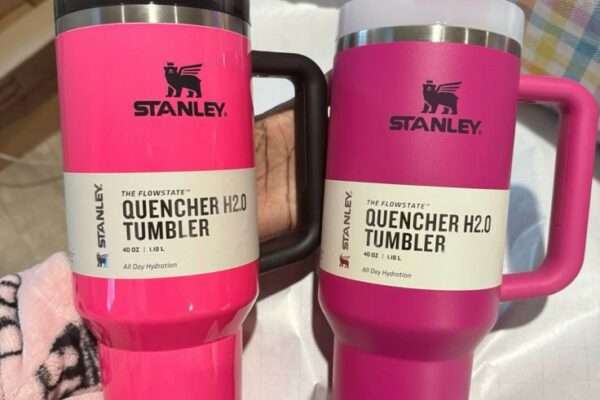 STANLEY.
STANLEY.
THE FLOWSTATE™
QUENCHER H2.0
TUMBLER
40 OZ | 1.18 L
All Day Hydration
STANLEY.
STANLEY.
THE FLOWSTATE™
QUENCHER H2.0
TUMBLER
40 OZ | 1.18 L
All Day Hydration